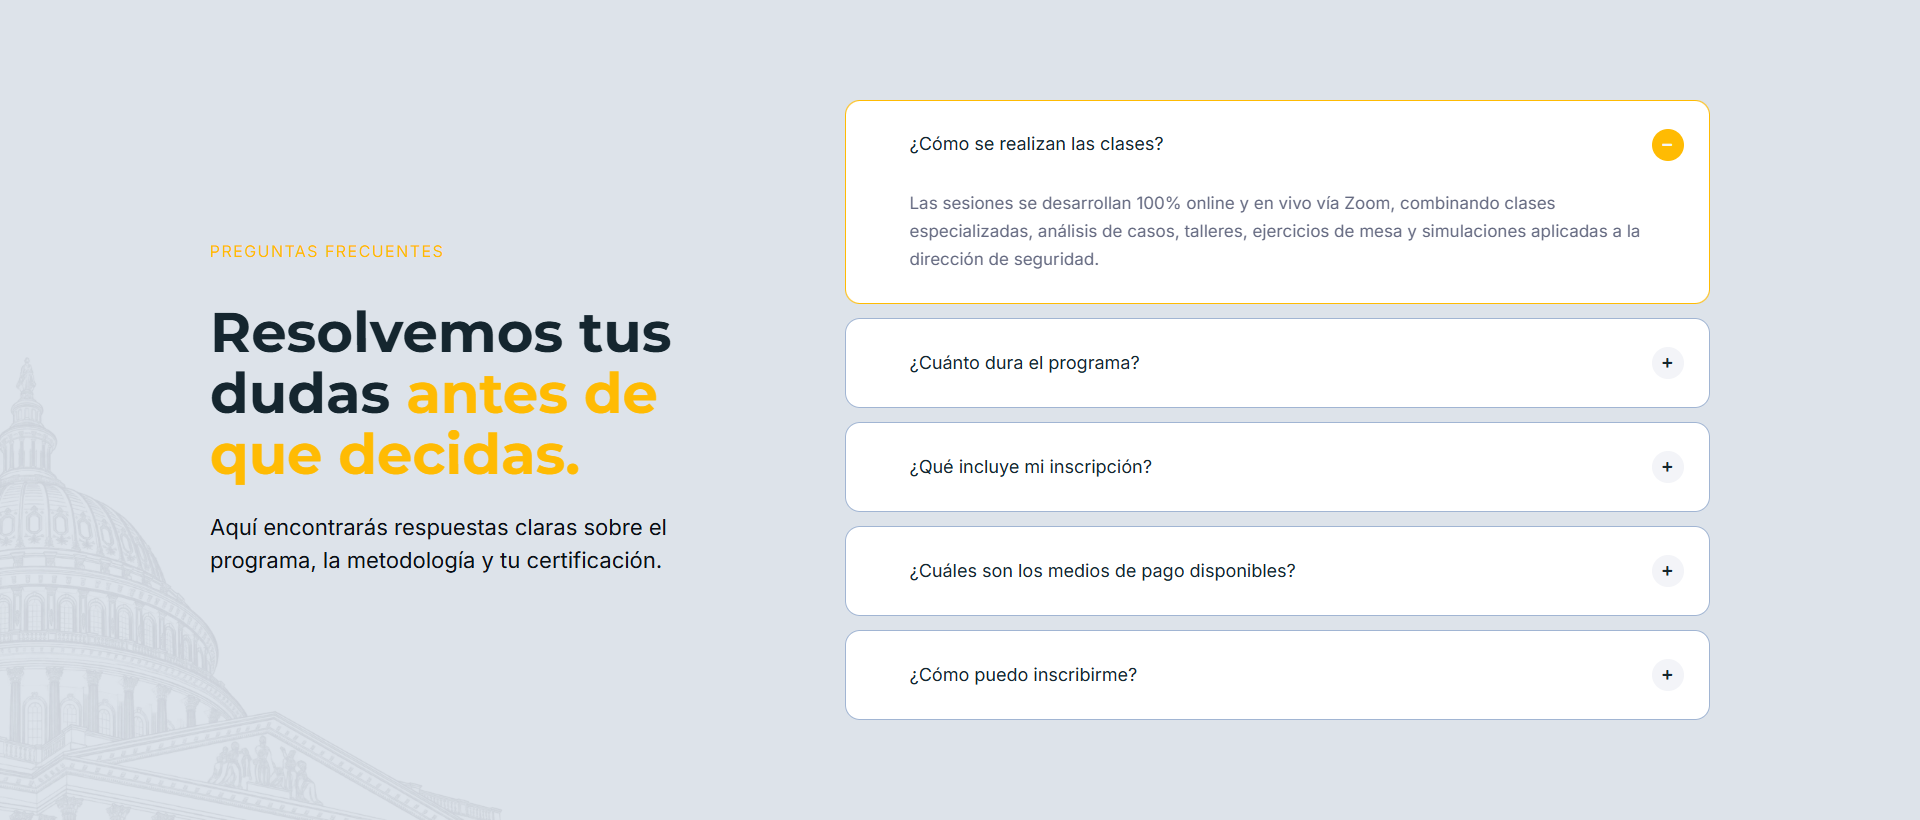 PREGUNTAS FRECUENTES
Resolvemos tus
dudas antes de
que decidas.
Aquí encontrarás respuestas claras sobre el
programa, la metodología y tu certificación.
¿Cómo se realizan las clases?
Las sesiones se desarrollan 100% online y en vivo vía Zoom, combinando clases
especializadas, análisis de casos, talleres, ejercicios de mesa y simulaciones aplicadas a la
dirección de seguridad.
¿Cuánto dura el programa?
¿Qué incluye mi inscripción?
¿Cuáles son los medios de pago disponibles?
¿Cómo puedo inscribirme?